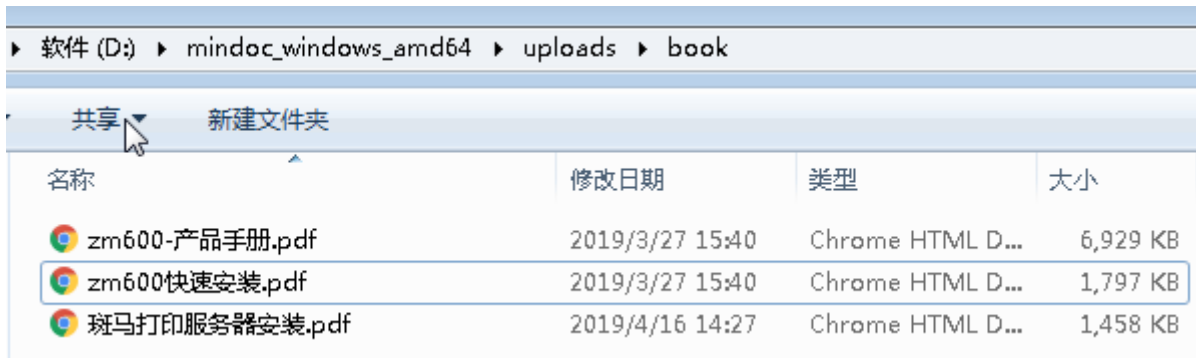 软件 (D:) mindoc_windows_amd64 uploads book
共享 新建文件夹
名称 修改日期 类型 大小
zm600-产品手册.pdf 2019/3/27 15:40 Chrome HTML D... 6,929 KB
zm600快速安装.pdf 2019/3/27 15:40 Chrome HTML D... 1,797 KB
斑马打印服务器安装.pdf 2019/4/16 14:27 Chrome HTML D... 1,458 KB